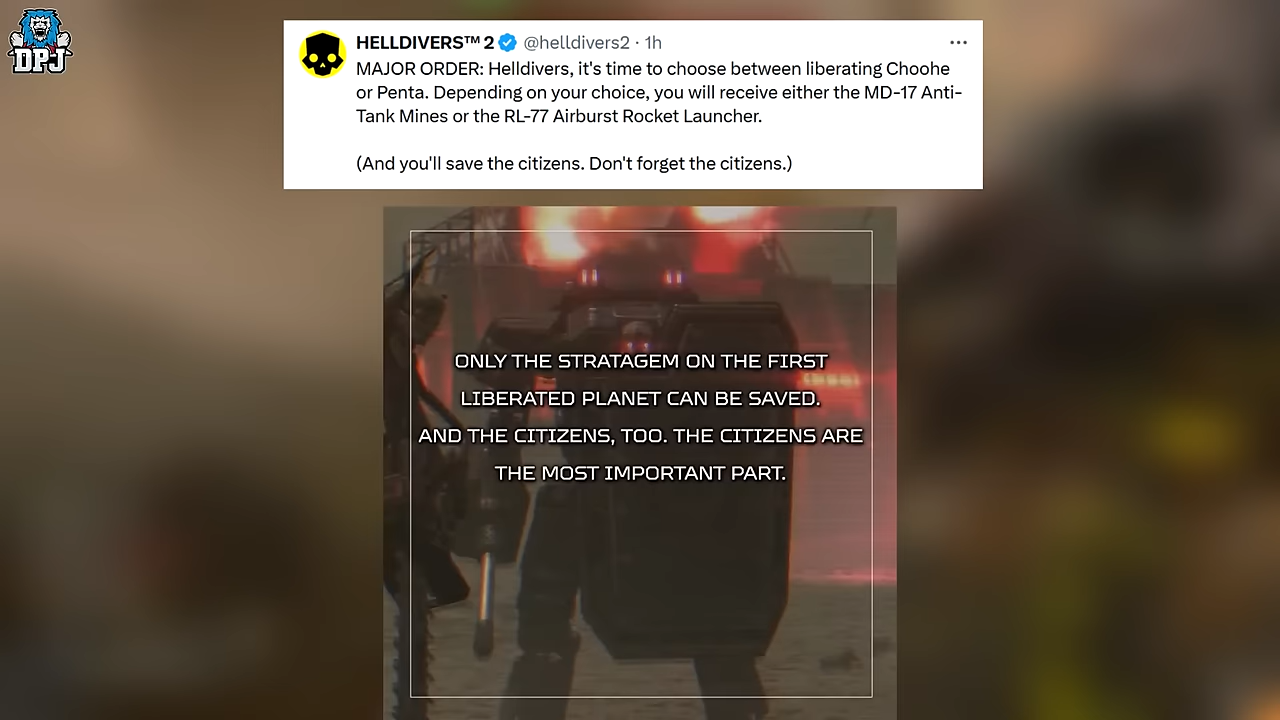 DPJ
HELLDIVERS™ 2 @helldivers2 · 1h
MAJOR ORDER: Helldivers, it's time to choose between liberating Choohe
or Penta. Depending on your choice, you will receive either the MD-17 Anti-
Tank Mines or the RL-77 Airburst Rocket Launcher.
(And you'll save the citizens. Don't forget the citizens.)
ONLY THE STRATAGEM ON THE FIRST
LIBERATED PLANET CAN BE SAVED.
AND THE CITIZENS, TOO. THE CITIZENS ARE
THE MOST IMPORTANT PART.